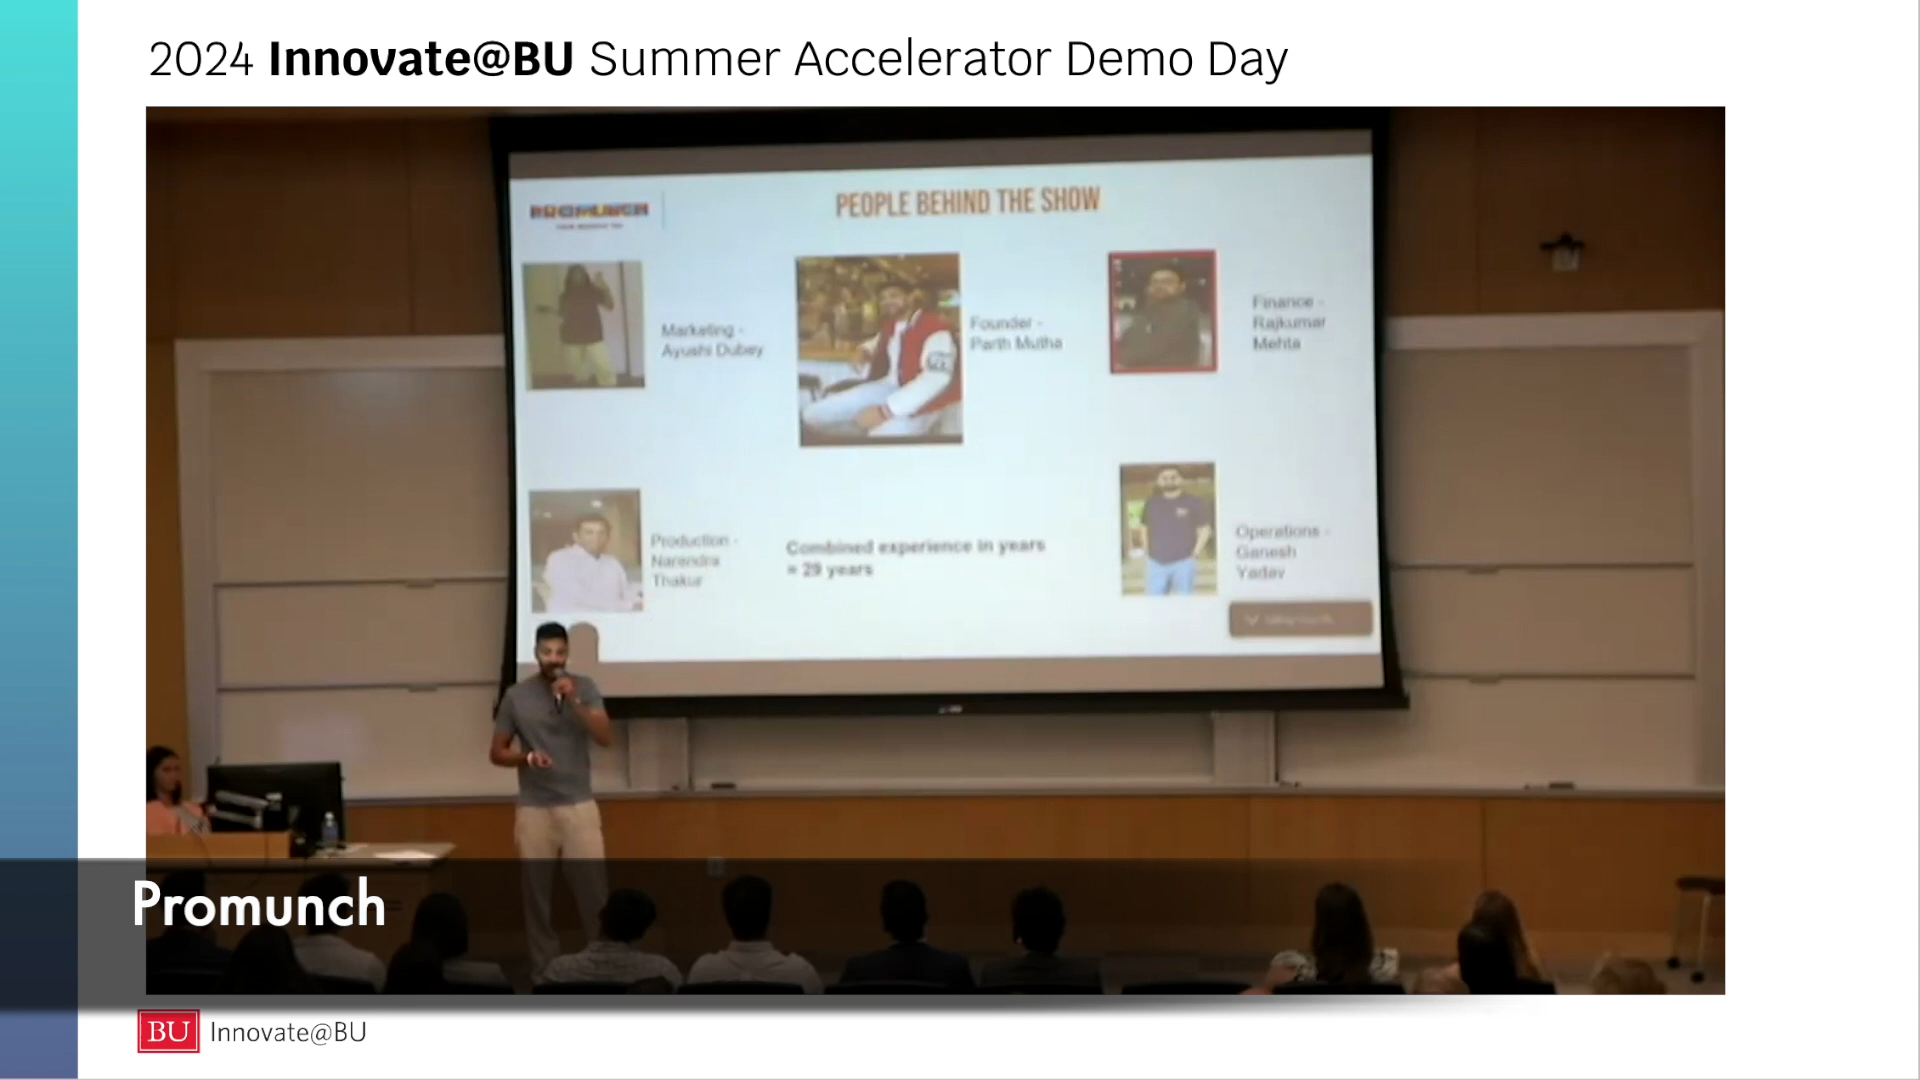 2024 Innovate@BU Summer Accelerator Demo Day
PROMUNCH
PEOPLE BEHIND THE SHOW
Marketing -
Ayushi Dubey
Founder -
Parth Mutha
Finance -
Rajkumar
Mehta
Production -
Narendra
Thakur
Combined experience in years
= 29 years
Operations -
Ganesh
Yadav
Promunch
BU Innovate@BU